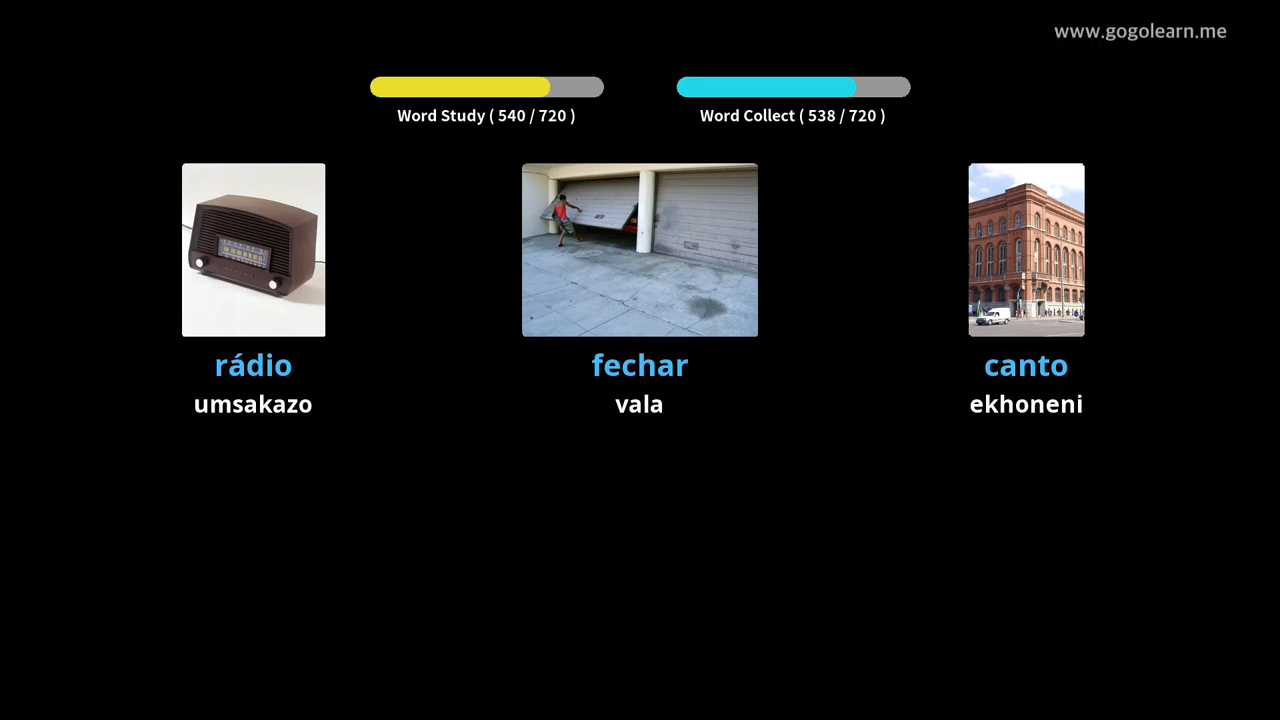 www.gogolearn.me
Word Study ( 540 / 720 )
Word Collect ( 538 / 720 )
rádio
umsakazo
fechar
vala
canto
ekhoneni